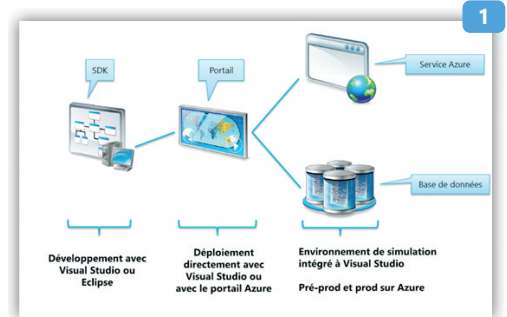 1
SDK
Portail
Service Azure
Base de données
Développement avec
Visual Studio ou
Eclipse
Déploiement
directement avec
Visual Studio ou
avec le portail Azure
Environnement de simulation
intégré à Visual Studio
Pré-prod et prod sur Azure